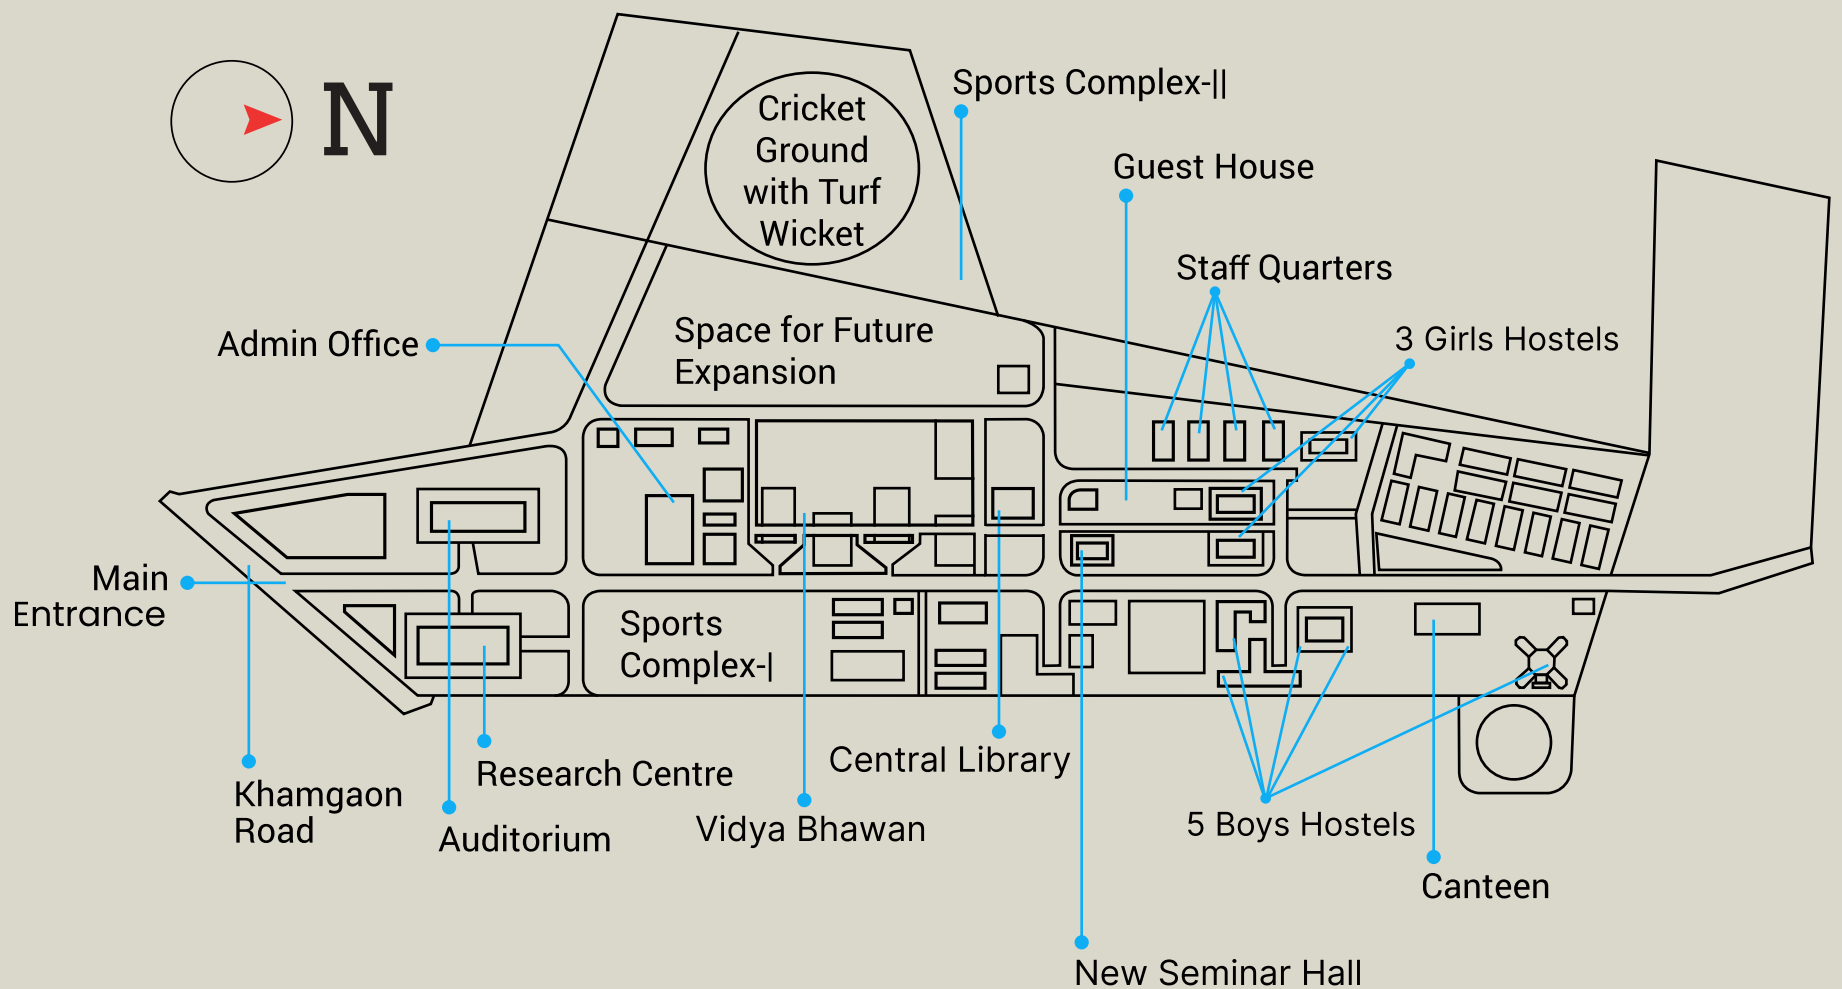 N
Cricket
Ground
with Turf
Wicket
Sports Complex-||
Guest House
Staff Quarters
3 Girls Hostels
Admin Office
Space for Future
Expansion
Main
Entrance
Sports
Complex-|
Khamgaon
Road
Research Centre
Auditorium
Central Library
Vidya Bhawan
5 Boys Hostels
Canteen
New Seminar Hall